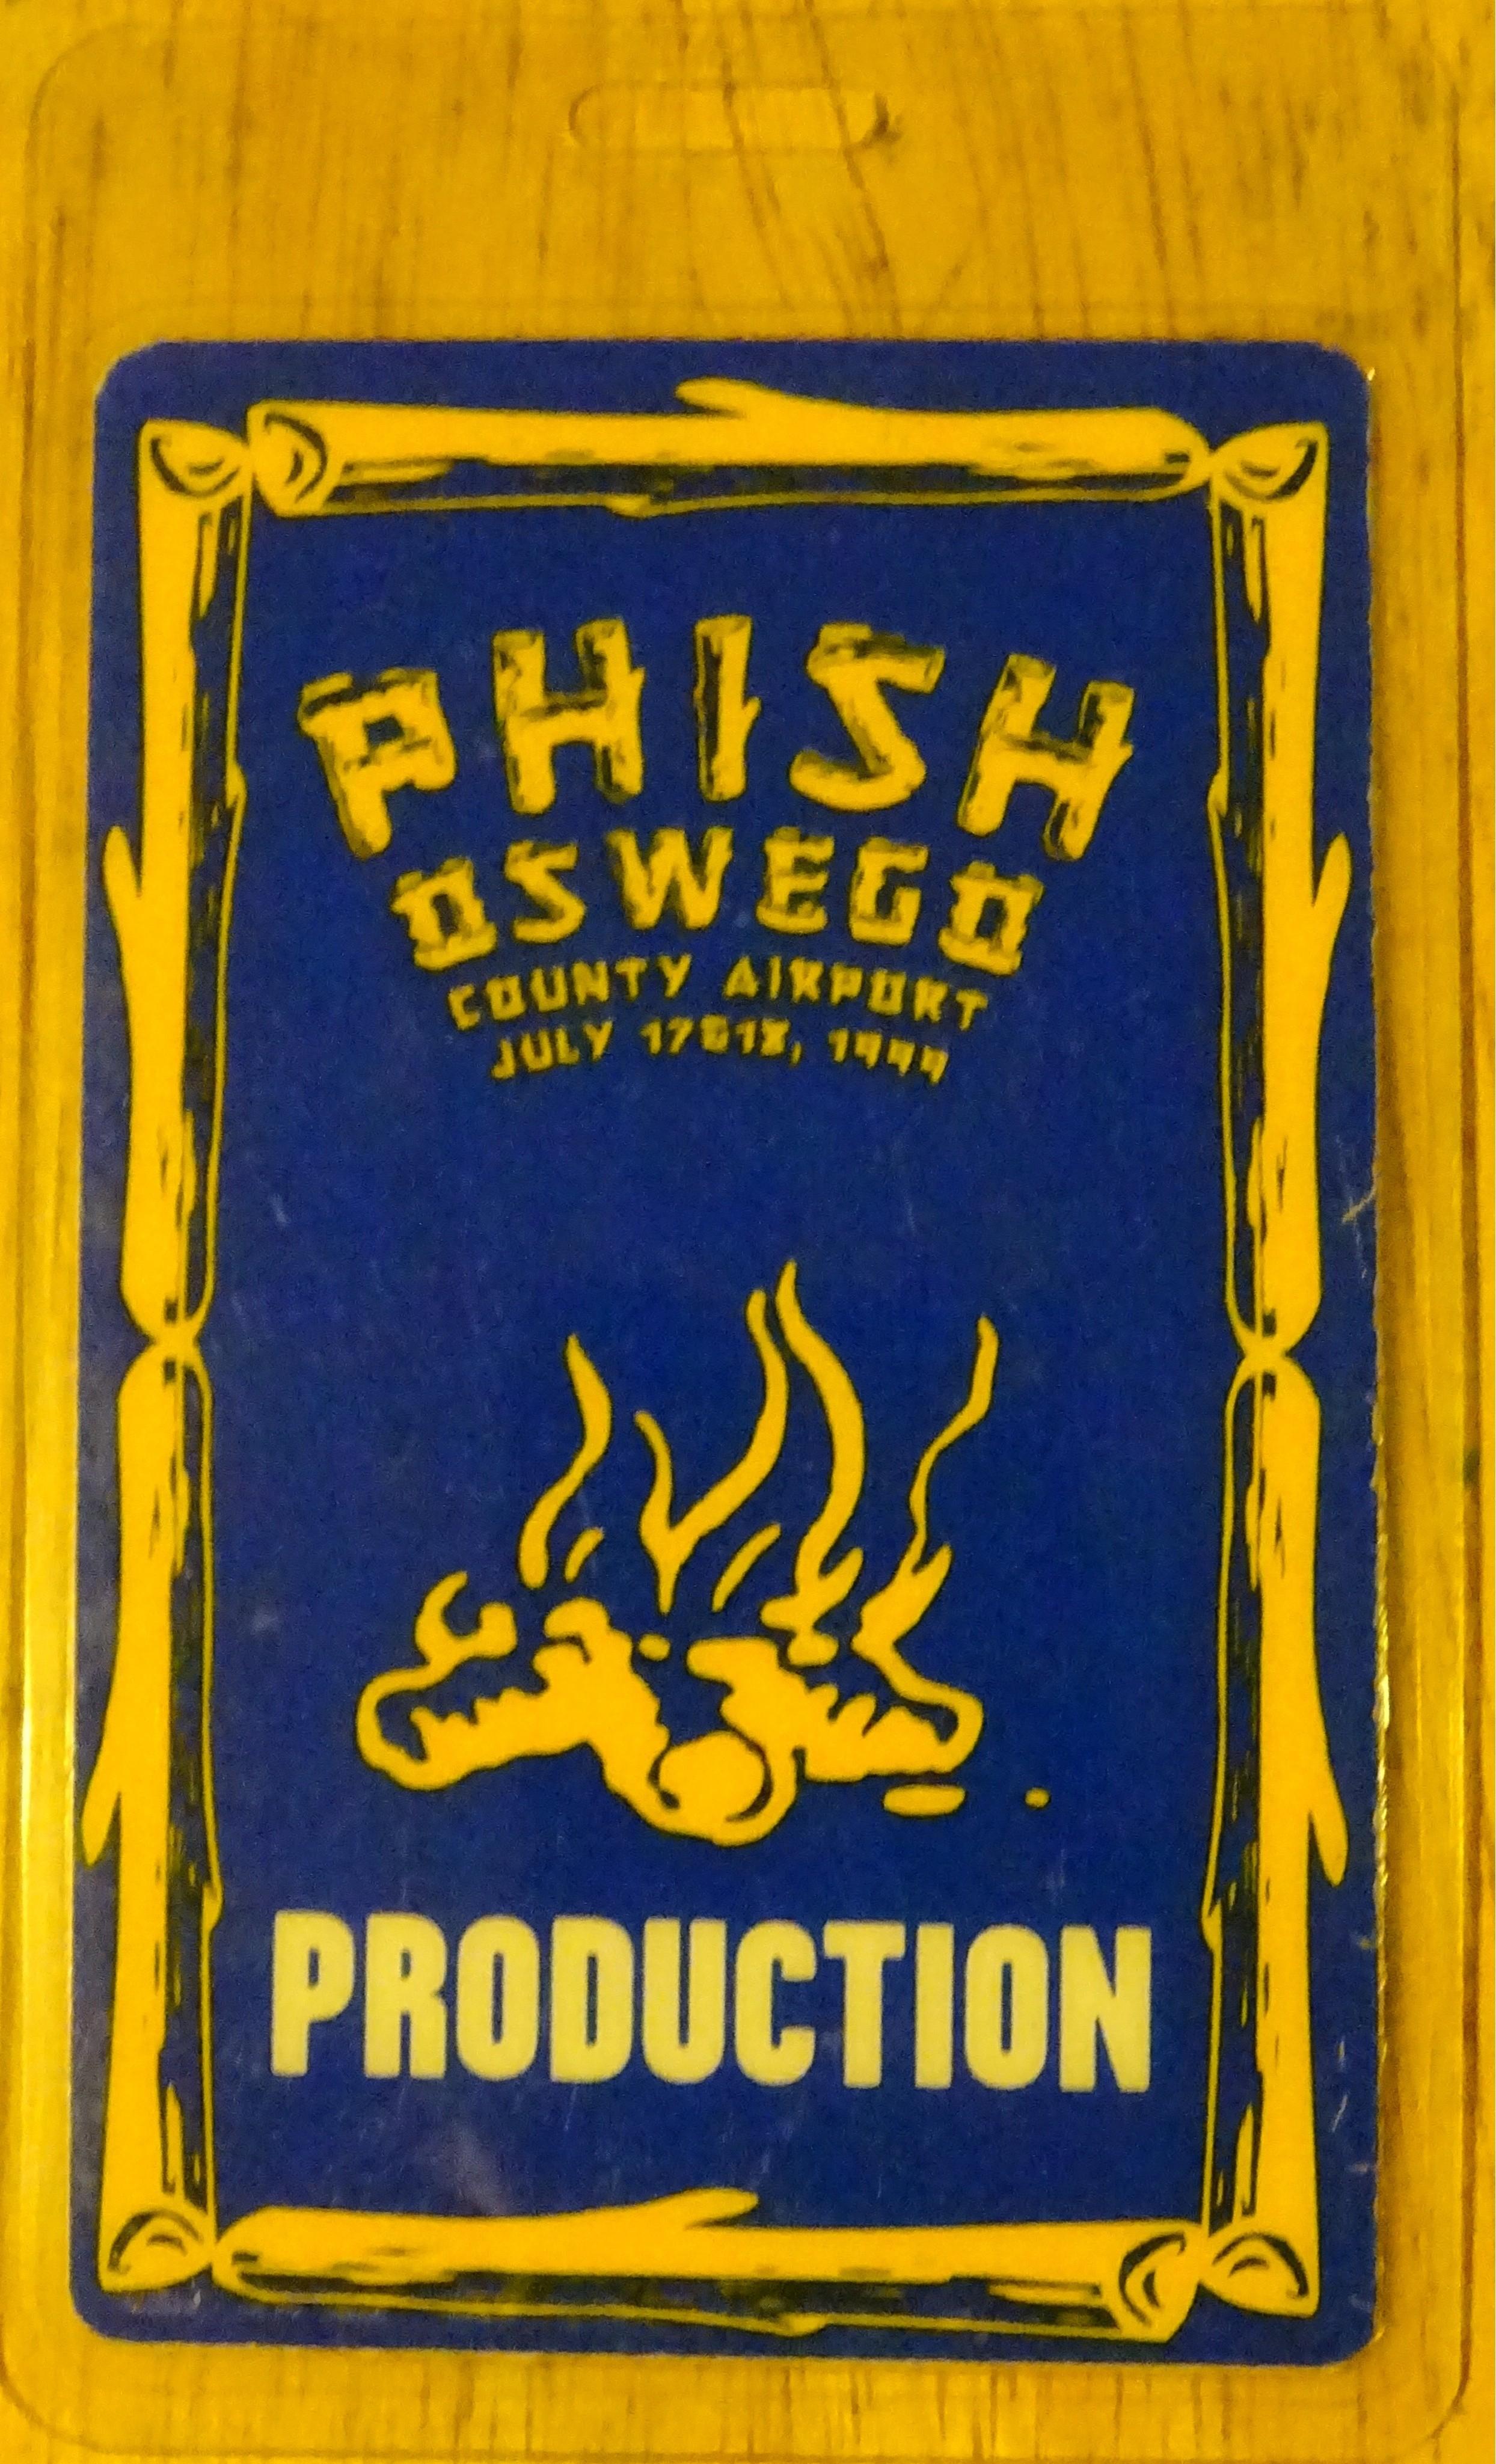 PHISH
OSWEGO
COUNTY AIRPORT
JULY 17&18, 1999
PRODUCTION